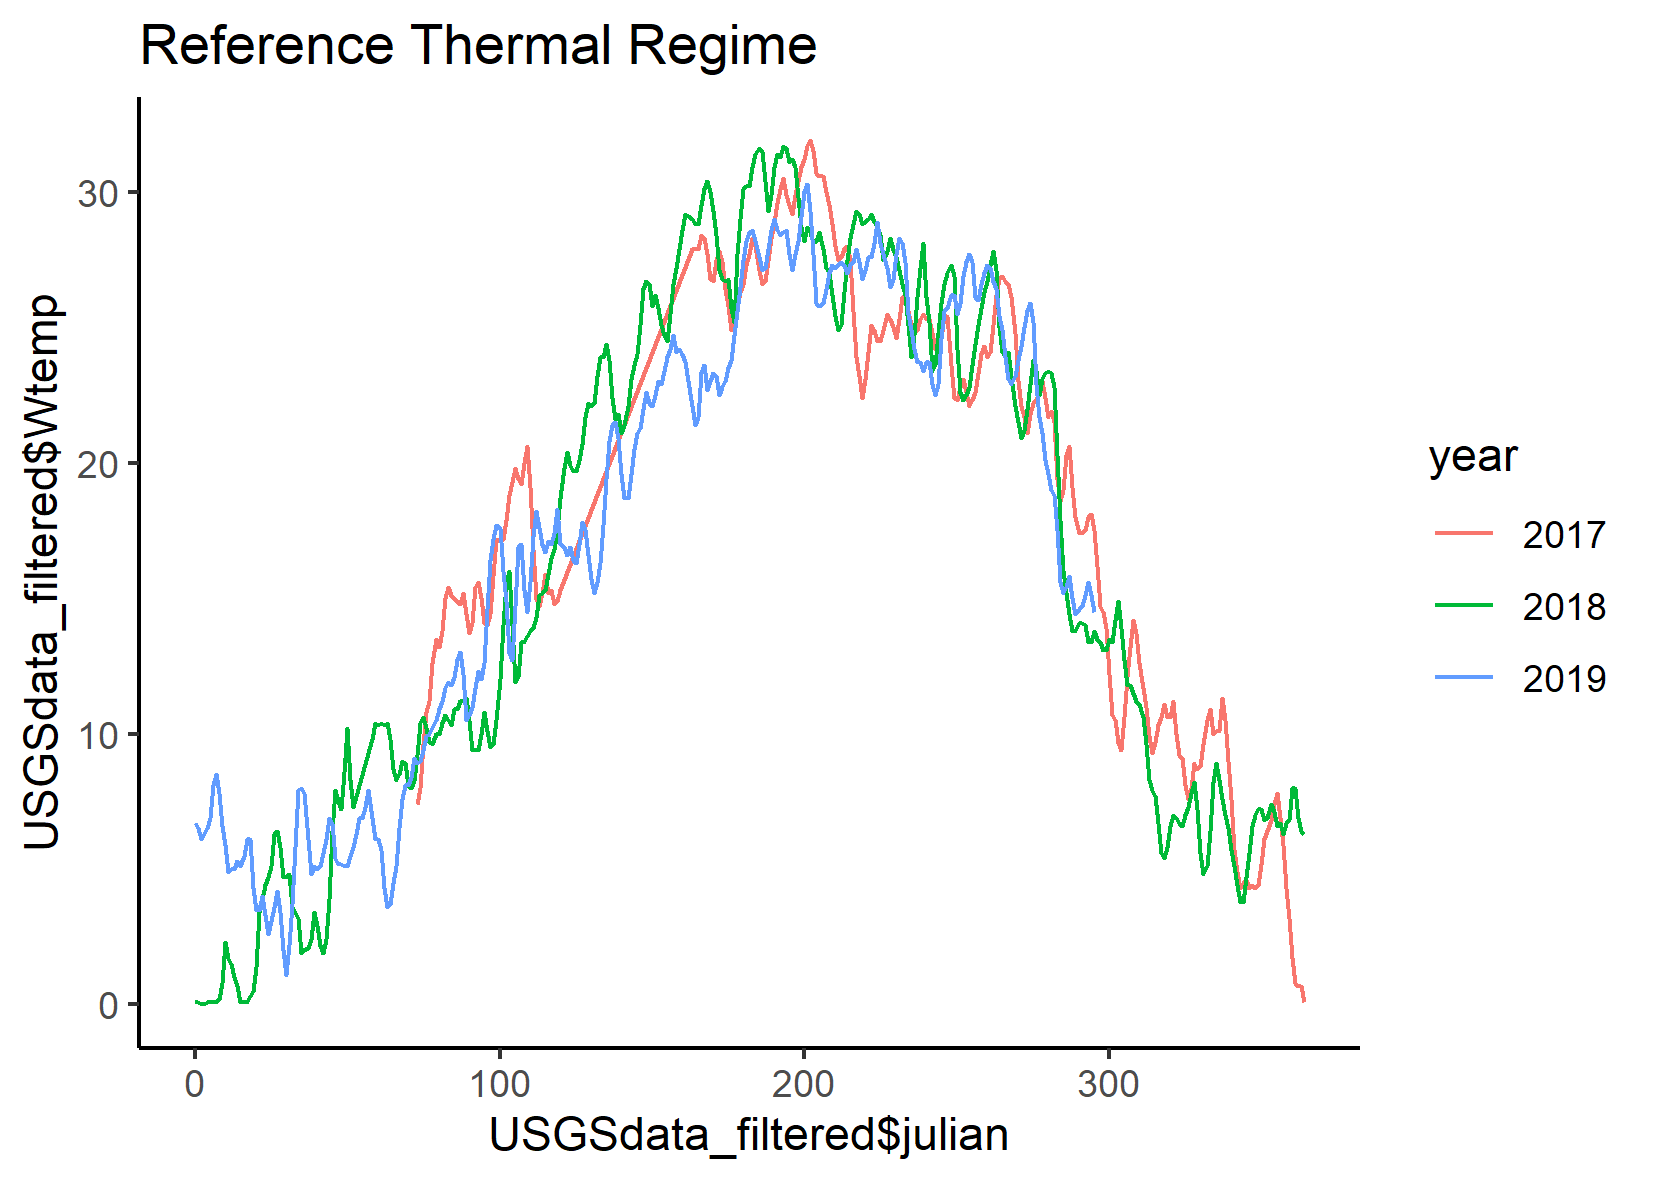 Reference Thermal Regime
USGSdata_filtered$Wtemp
30
20
10
0
0 100 200 300
USGSdata_filtered$julian
year
2017
2018
2019